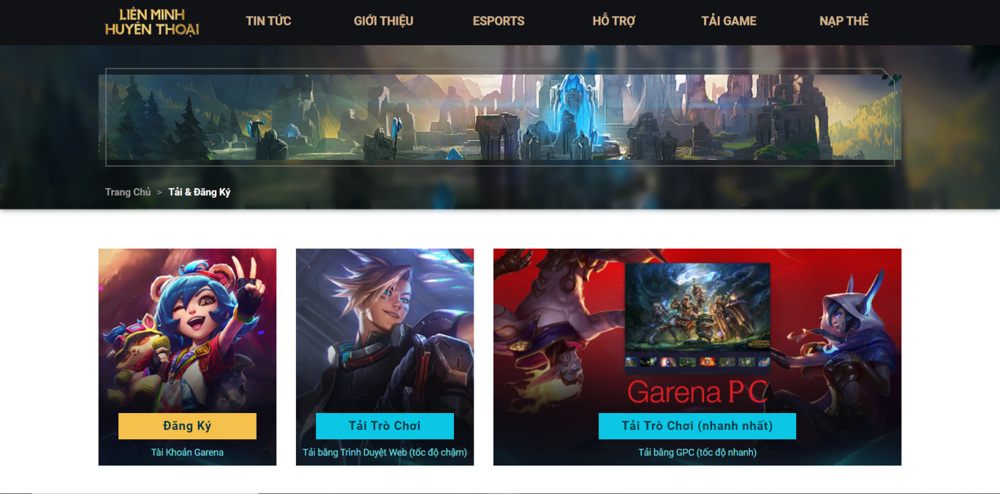 LIÊN MINH
HUYỀN THOẠI
TIN TỨC
GIỚI THIỆU
ESPORTS
HỖ TRỢ
TẢI GAME
NẠP THẺ
Trang Chủ > Tải & Đăng Ký
Garena PC
Đăng Ký
Tài Khoản Garena
Tải Trò Chơi
Tải bằng Trình Duyệt Web (tốc độ chậm)
Tải Trò Chơi (nhanh nhất)
Tải bằng GPC (tốc độ nhanh)